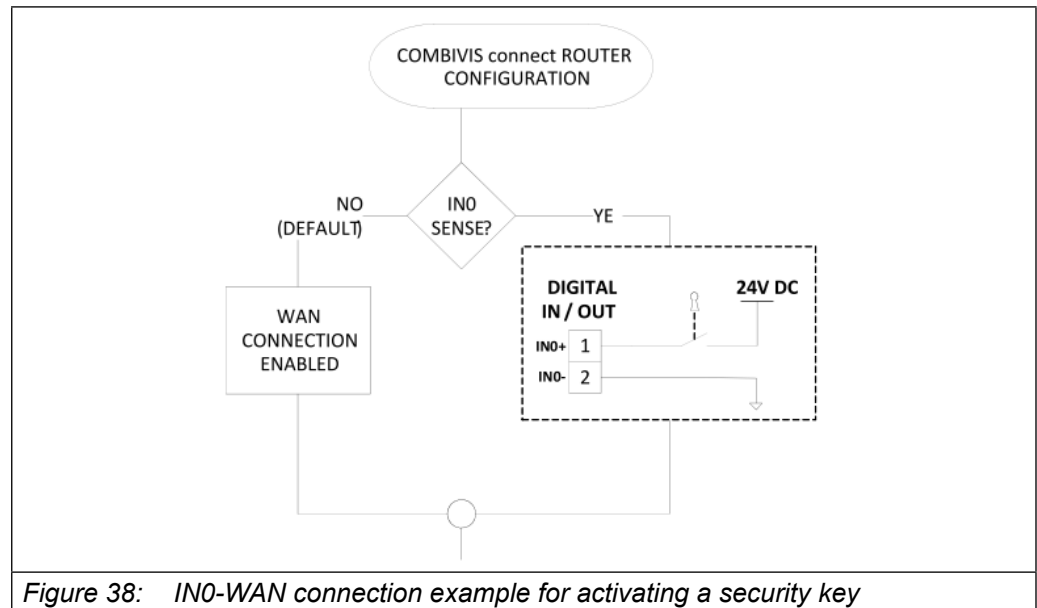 COMBIVIS connect ROUTER
CONFIGURATION
NO
(DEFAULT)
IN0
SENSE?
YE
WAN
CONNECTION
ENABLED
DIGITAL
IN / OUT
24V DC
IN0+ 1
IN0- 2
Figure 38: IN0-WAN connection example for activating a security key